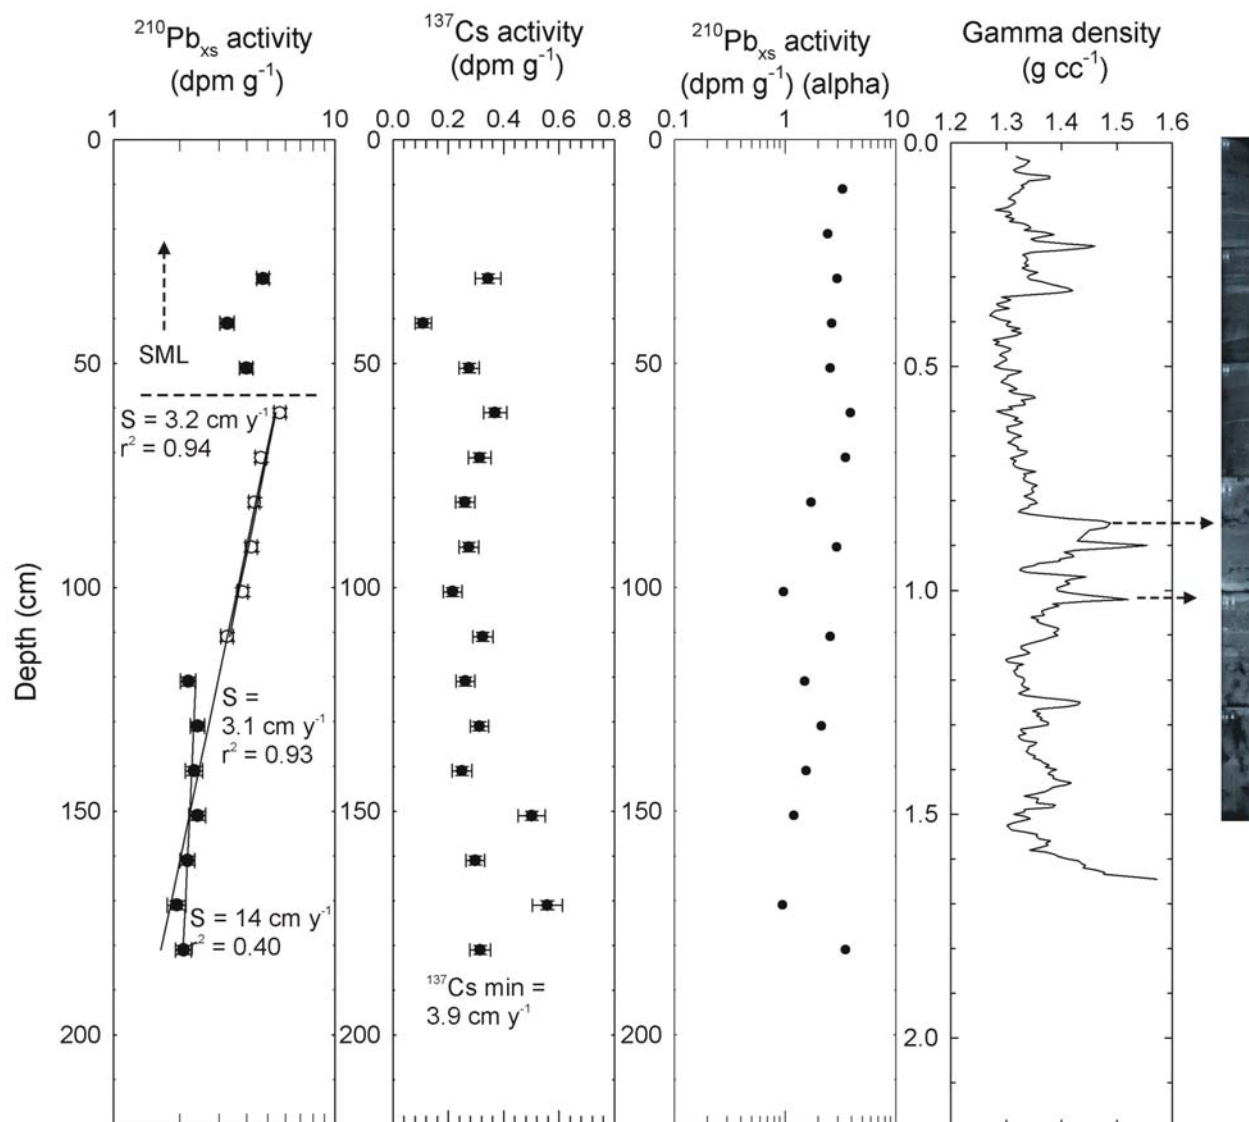 ²¹⁰Pbₓₛ activity
(dpm g⁻¹)
¹³⁷Cs activity
(dpm g⁻¹)
²¹⁰Pbₓₛ activity
(dpm g⁻¹) (alpha)
Gamma density
(g cc⁻¹)
1 10
0.0 0.2 0.4 0.6 0.8
0.1 1 10
1.2 1.3 1.4 1.5 1.6
Depth (cm)
0
50
100
150
200
SML
S = 3.2 cm y⁻¹
r² = 0.94
S =
3.1 cm y⁻¹
r² = 0.93
S = 14 cm y⁻¹
r² = 0.40
0
50
100
150
200
¹³⁷Cs min =
3.9 cm y⁻¹
0
50
100
150
200
0.0
0.5
1.0
1.5
2.0